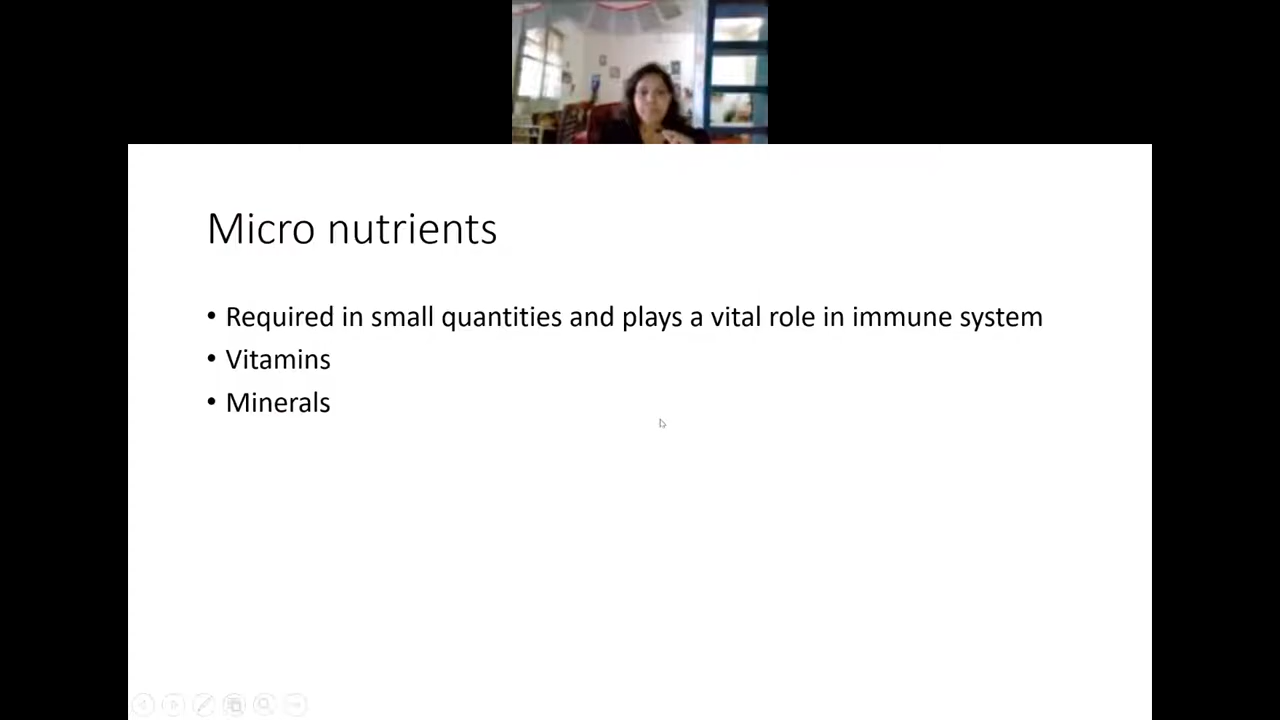 Micro nutrients
• Required in small quantities and plays a vital role in immune system
• Vitamins
• Minerals